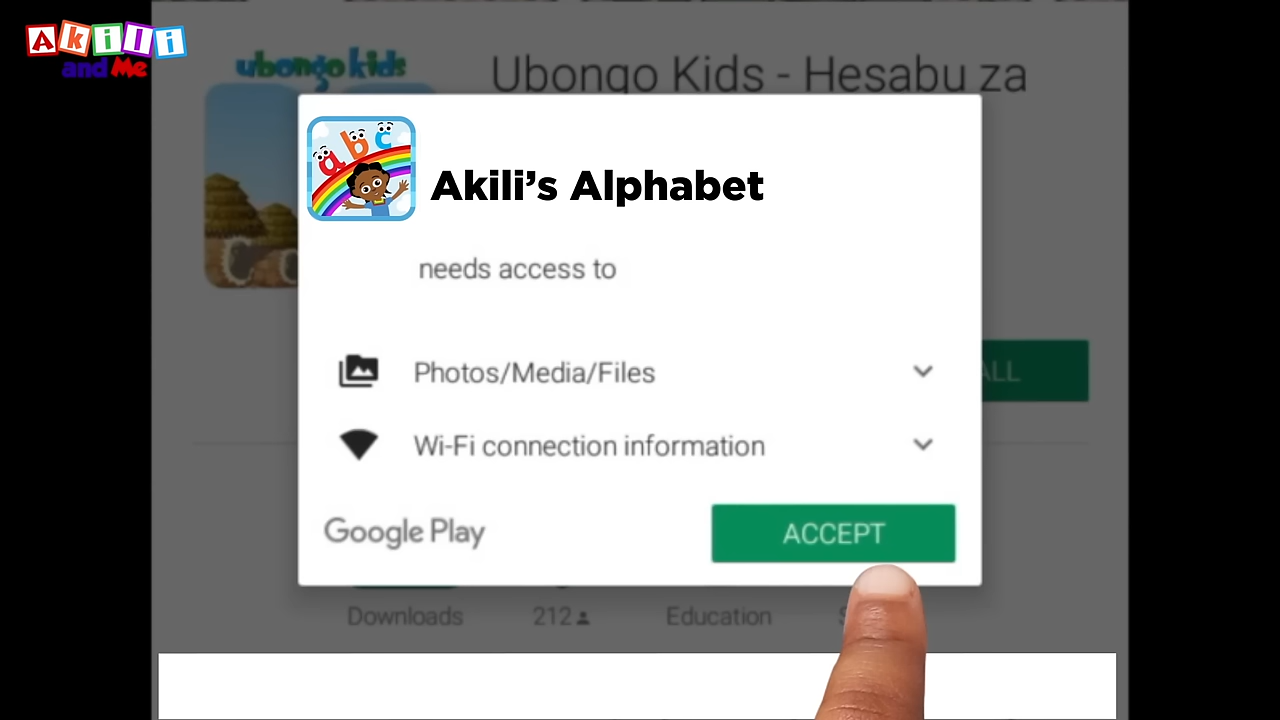 Akili
and Me
ubongo kids
Ubongo Kids - Hesabu za
abc
Akili’s Alphabet
needs access to
ALL
Photos/Media/Files
Wi-Fi connection information
Google Play
ACCEPT
Downloads
212
Education